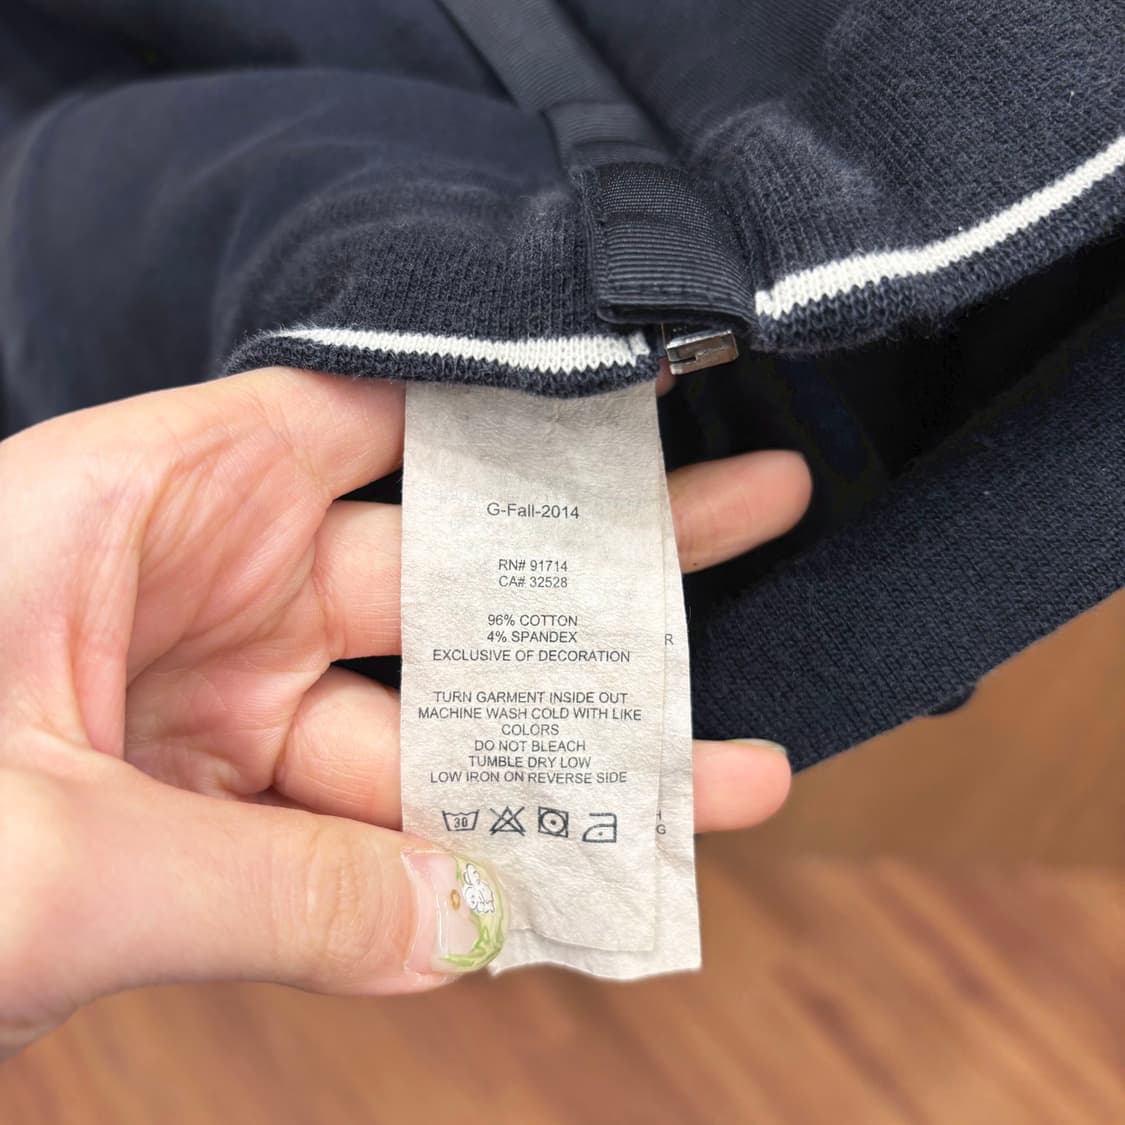 G-Fall-2014
RN# 91714
CA# 32528
96% COTTON
4% SPANDEX
EXCLUSIVE OF DECORATION
TURN GARMENT INSIDE OUT
MACHINE WASH COLD WITH LIKE
COLORS
DO NOT BLEACH
TUMBLE DRY LOW
LOW IRON ON REVERSE SIDE
30
R
G